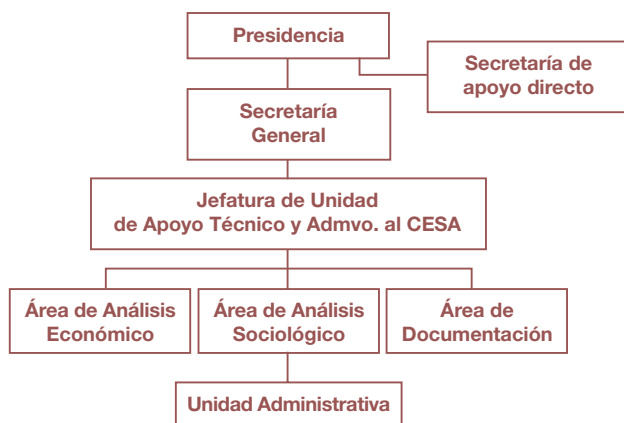 Presidencia
Secretaría de
apoyo directo
Secretaría
General
Jefatura de Unidad
de Apoyo Técnico y Admvo. al CESA
Área de Análisis
Económico
Área de Análisis
Sociológico
Área de
Documentación
Unidad Administrativa